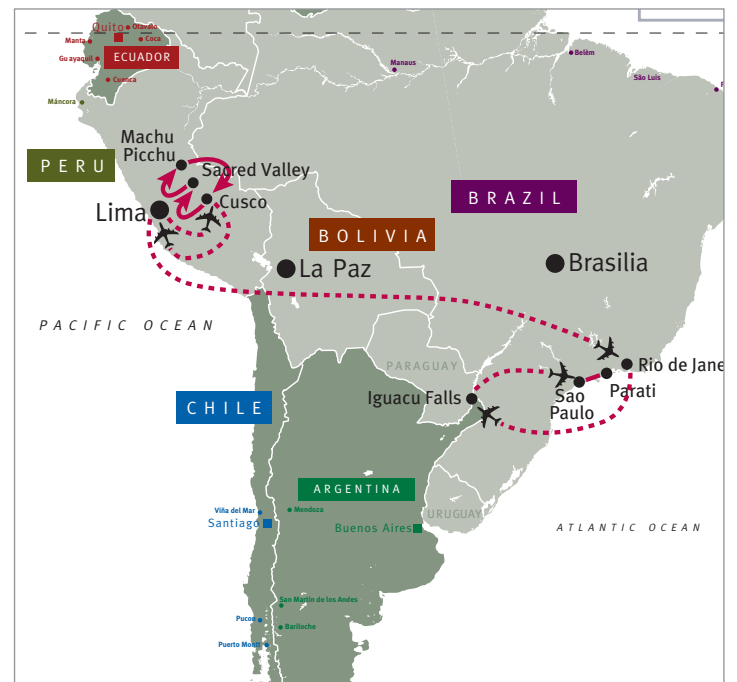 Otavalo
Quito
Coca
Manta
ECUADOR
Guayaquil
Cuenca
Máncora
Manaus
Belèm
São Luis
Machu
Picchu
PERU
Sacred Valley
Cusco
Lima
BRAZIL
BOLIVIA
La Paz
Brasilia
PACIFIC OCEAN
PARAGUAY
Rio de Jane
Iguacu Falls
Sao
Paulo
Parati
CHILE
ARGENTINA
Viña del Mar
Mendoza
Santiago
URUGUAY
Buenos Aires
ATLANTIC OCEAN
San Martin de los Andes
Pucon
Bariloche
Puerto Montt